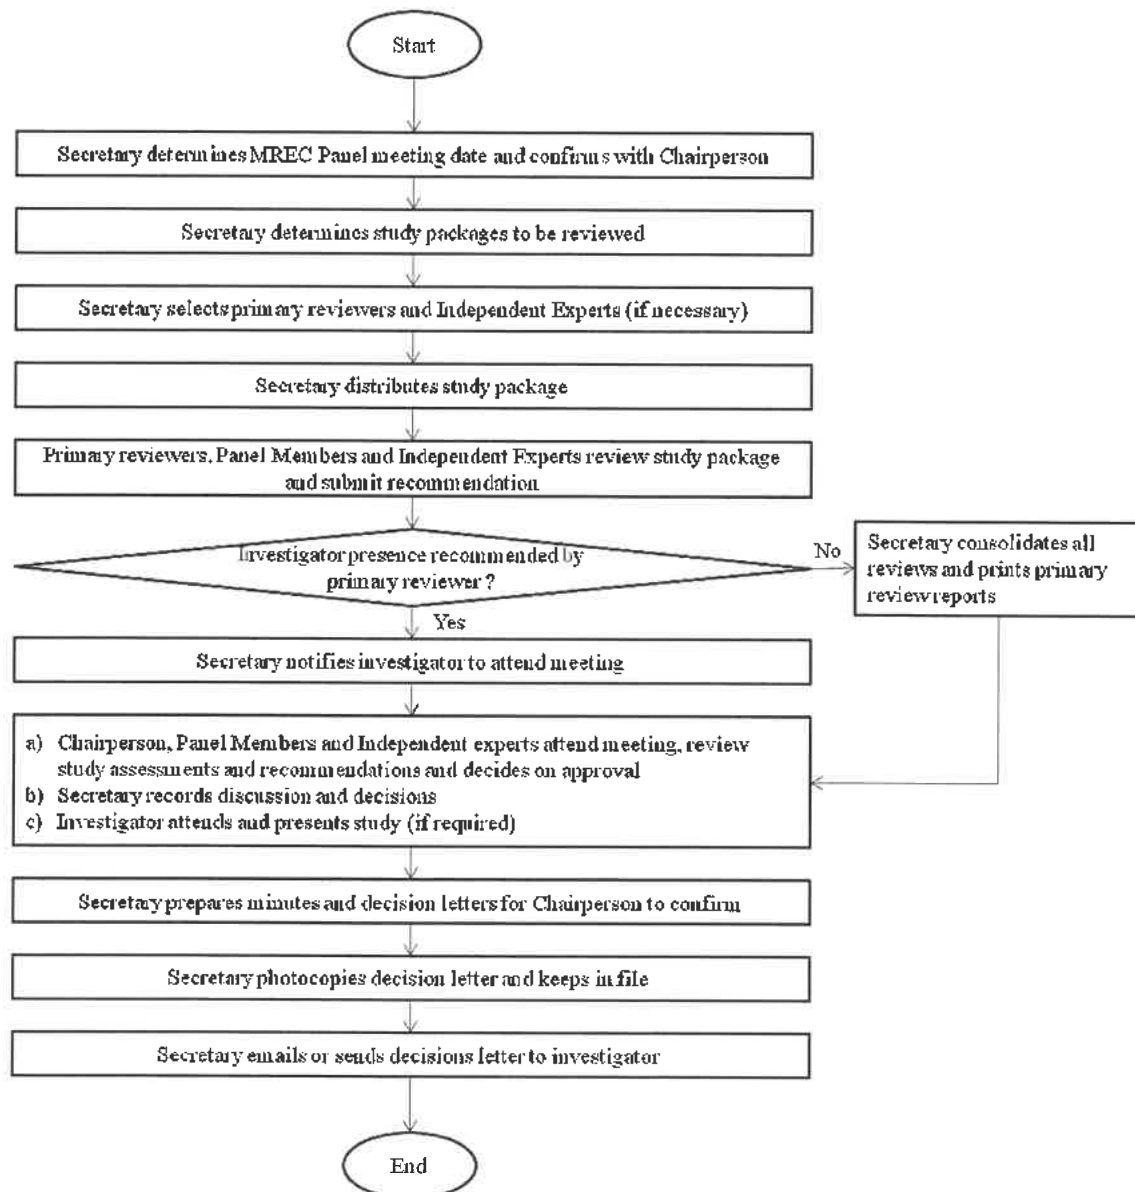 Start
Secretary determines MREC Panel meeting date and confirms with Chairperson
Secretary determines study packages to be reviewed
Secretary selects primary reviewers and Independent Experts (if necessary)
Secretary distributes study package
Primary reviewers, Panel Members and Independent Experts review study package
and submit recommendation
Investigator presence recommended by
primary reviewer ?
No
Secretary consolidates all
reviews and prints primary
review reports
Yes
Secretary notifies investigator to attend meeting
a) Chairperson, Panel Members and Independent experts attend meeting, review
study assessments and recommendations and decides on approval
b) Secretary records discussion and decisions
c) Investigator attends and presents study (if required)
Secretary prepares minutes and decision letters for Chairperson to confirm
Secretary photocopies decision letter and keeps in file
Secretary emails or sends decisions letter to investigator
End